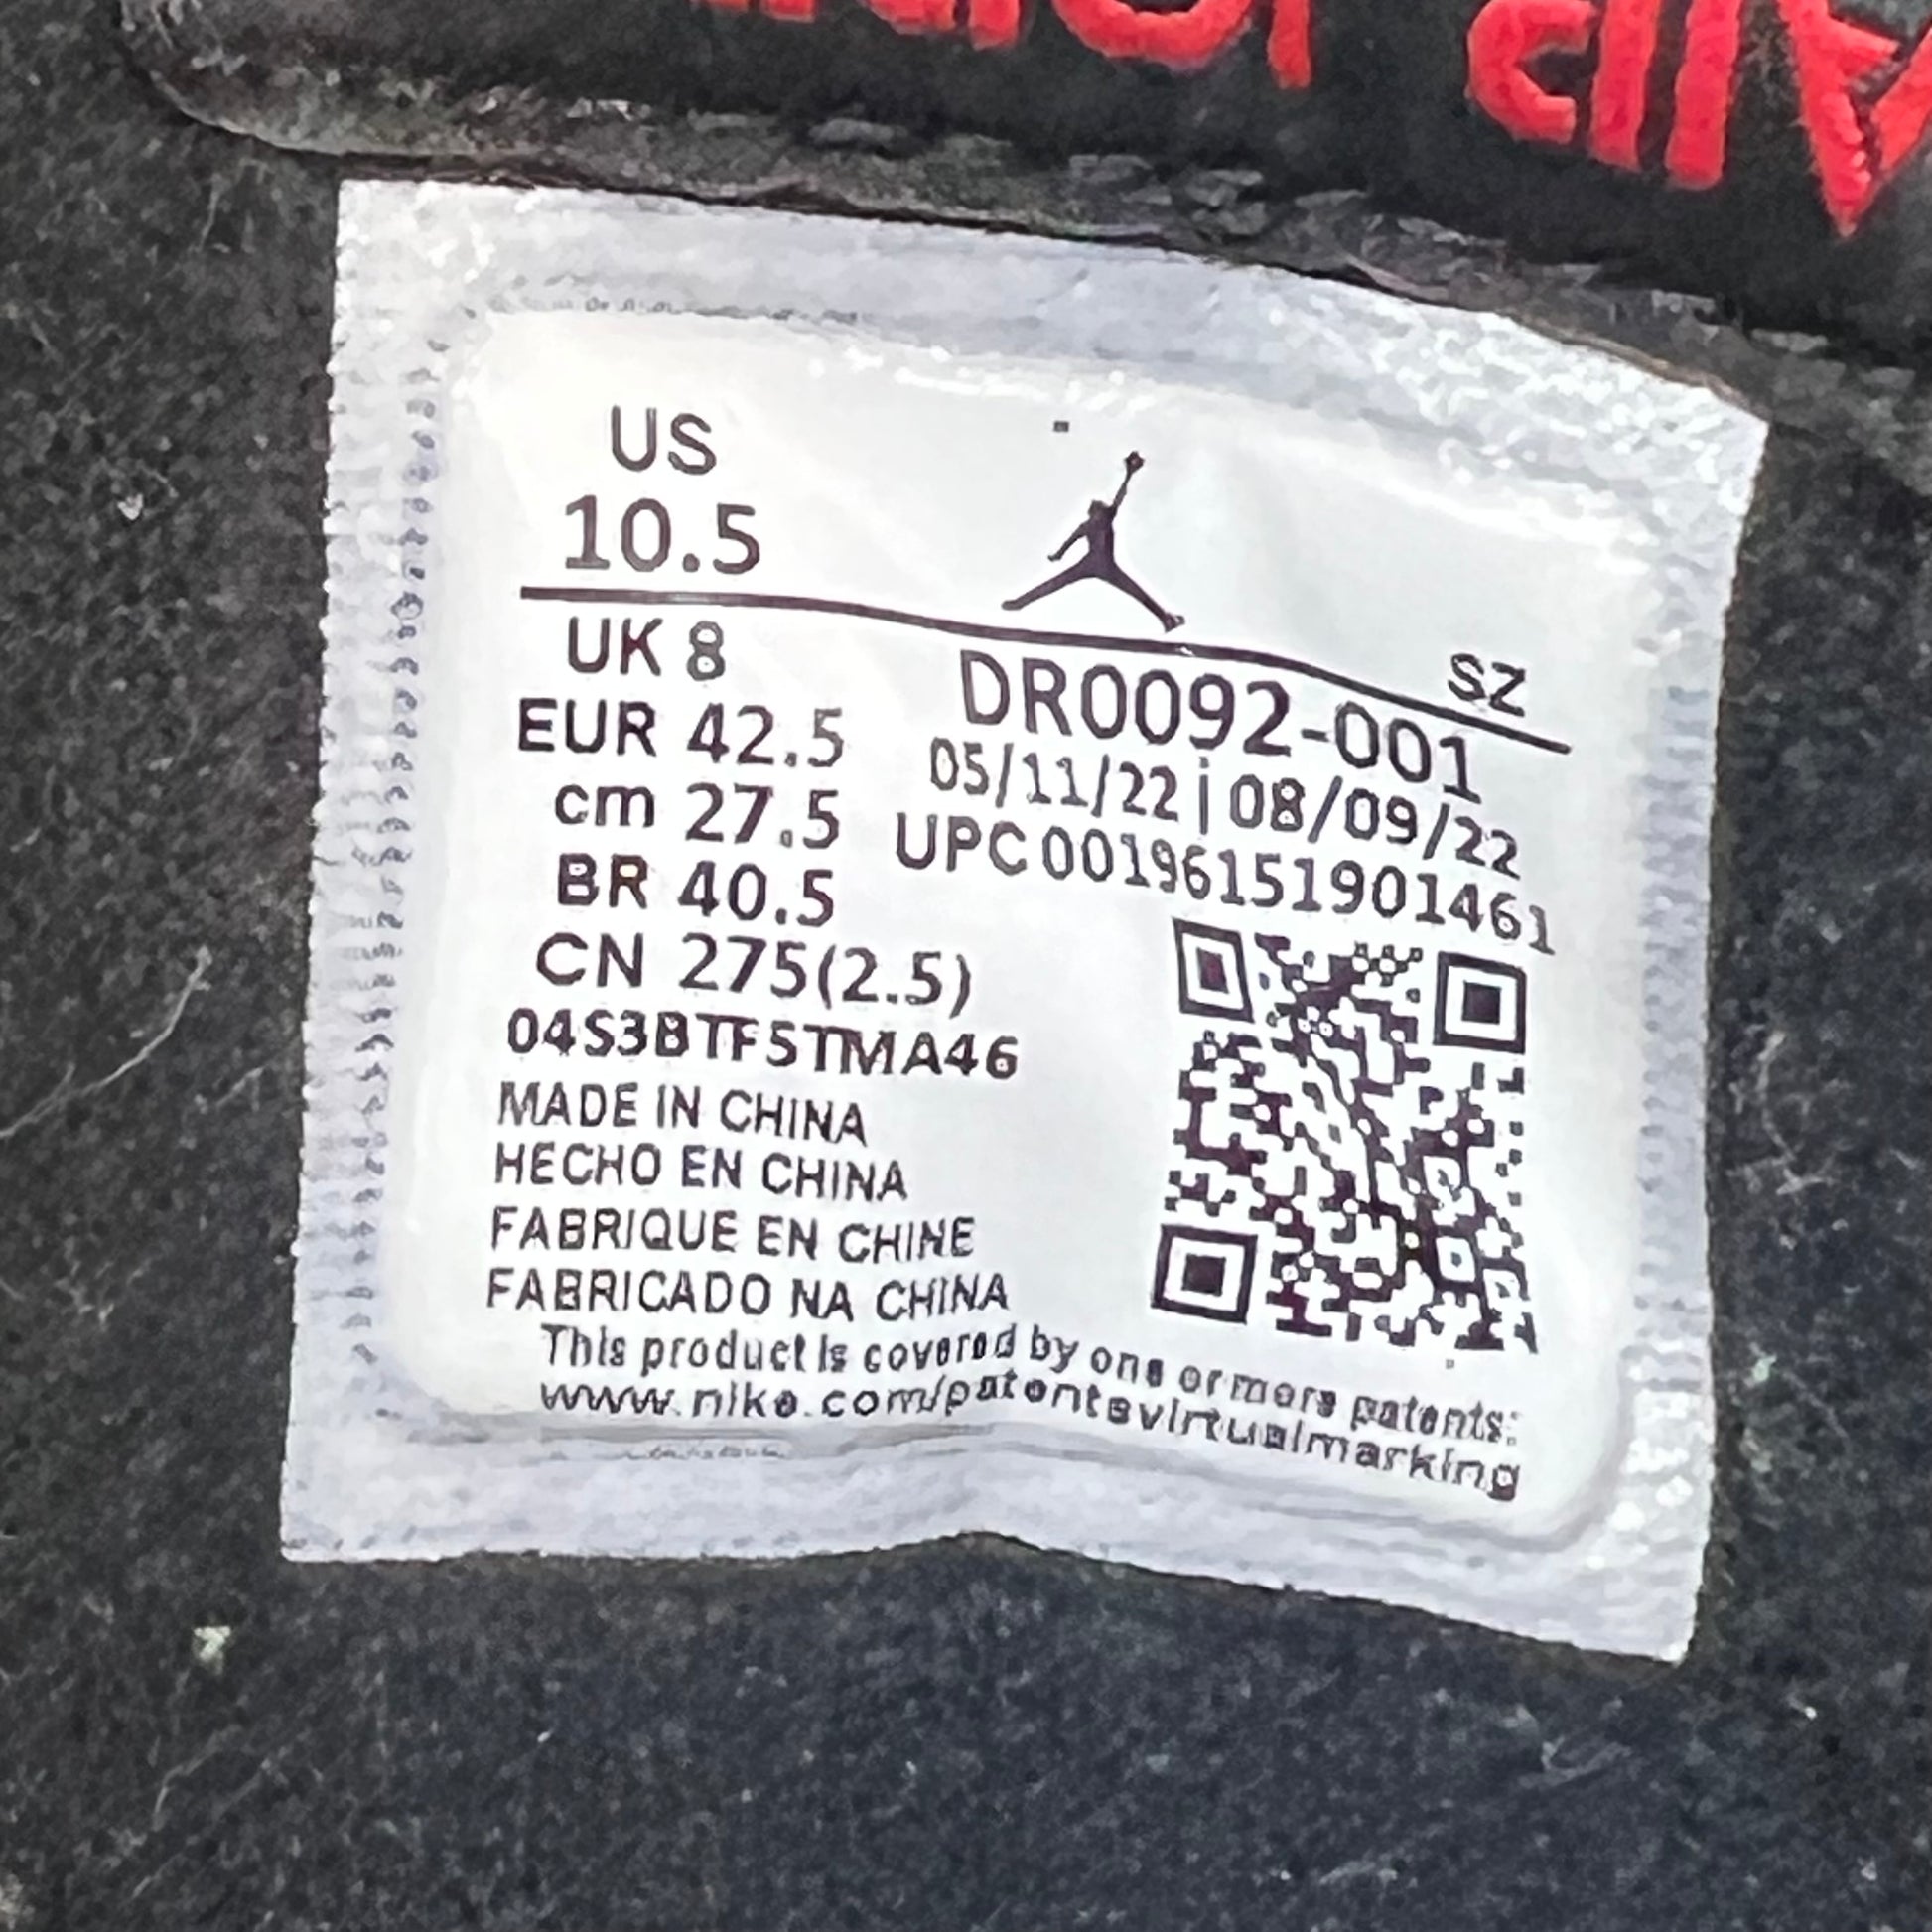 AIR JORDAN
US
10.5
UK 8
EUR 42.5
cm 27.5
BR 40.5
CN 275(2.5)
04S3BTF5TMA46
MADE IN CHINA
HECHO EN CHINA
FABRIQUE EN CHINE
FABRICADO NA CHINA
SZ
DR0092-001
05/11/22|08/09/22
UPC 00196151901461
This product is covered by one or more patents:
www.nike.com/patentsvirtualmarking